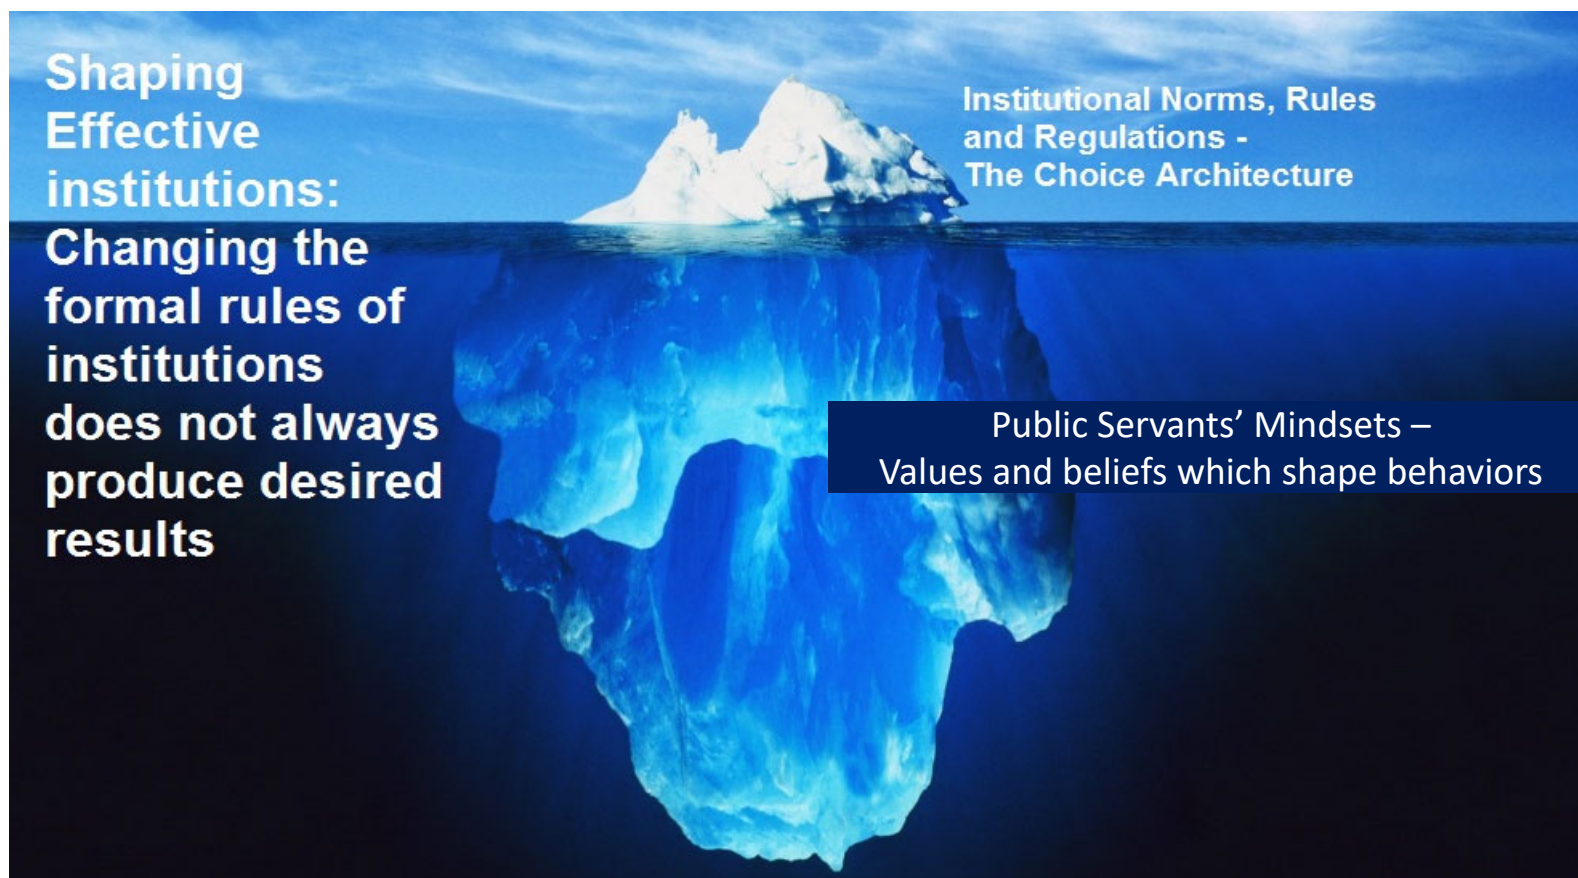 Shaping
Effective
institutions:
Changing the
formal rules of
institutions
does not always
produce desired
results
Institutional Norms, Rules
and Regulations -
The Choice Architecture
Public Servants’ Mindsets –
Values and beliefs which shape behaviors